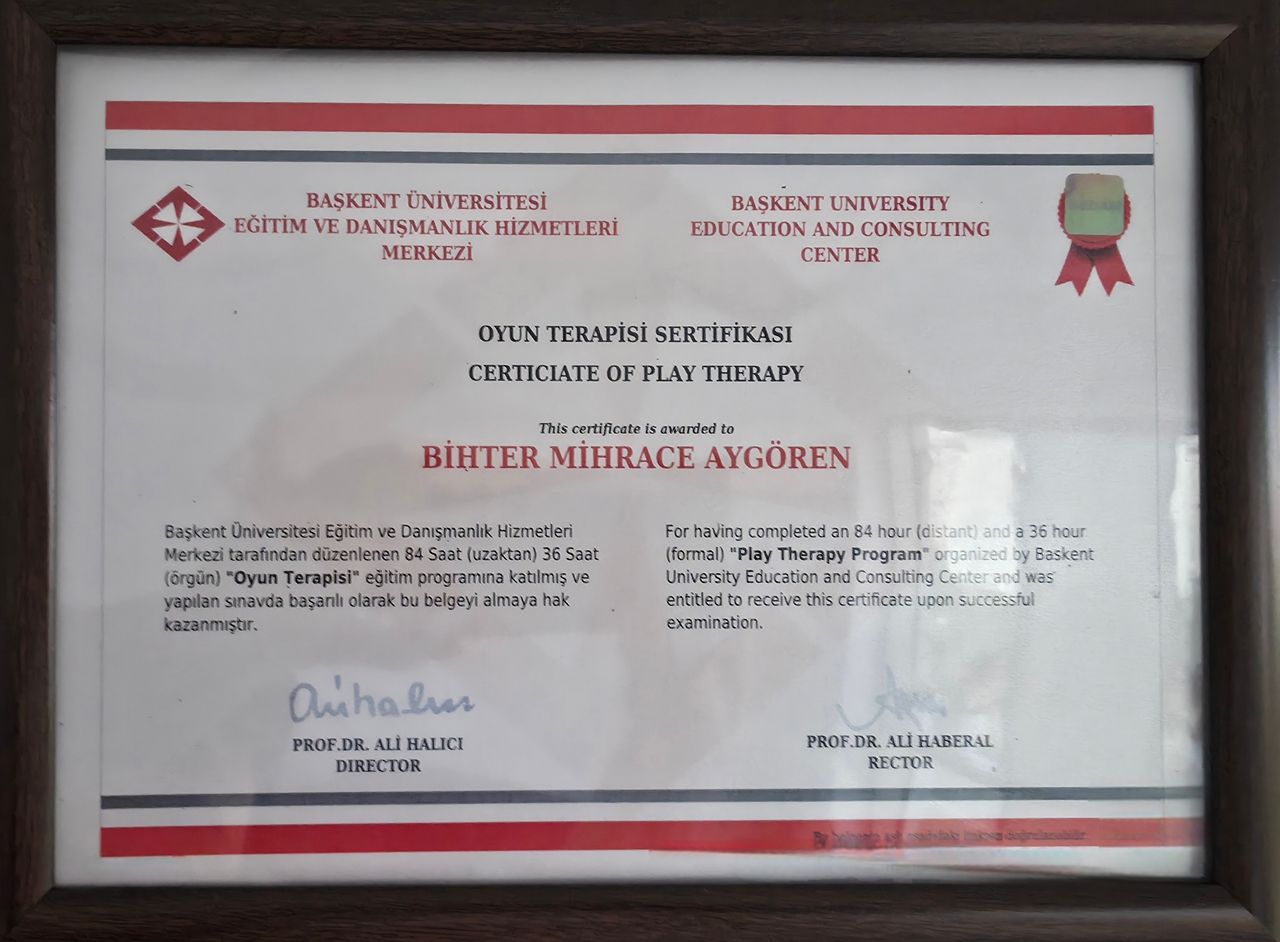 BAŞKENT ÜNİVERSİTESİ
EĞİTİM VE DANIŞMANLIK HİZMETLERİ
MERKEZİ
BAŞKENT UNIVERSITY
EDUCATION AND CONSULTING
CENTER
OYUN TERAPİSİ SERTİFİKASI
CERTICIATE OF PLAY THERAPY
This certificate is awarded to
BİHTER MİHRACE AYGÖREN
Başkent Üniversitesi Eğitim ve Danışmanlık Hizmetleri
Merkezi tarafından düzenlenen 84 Saat (uzaktan) 36 Saat
(örgün) "Oyun Terapisi" eğitim programına katılmış ve
yapılan sınavda başarılı olarak bu belgeyi almaya hak
kazanmıştır.
For having completed an 84 hour (distant) and a 36 hour
(formal) "Play Therapy Program" organized by Baskent
University Education and Consulting Center and was
entitled to receive this certificate upon successful
examination.
PROF.DR. ALİ HALICI
DIRECTOR
PROF.DR. ALİ HABERAL
RECTOR